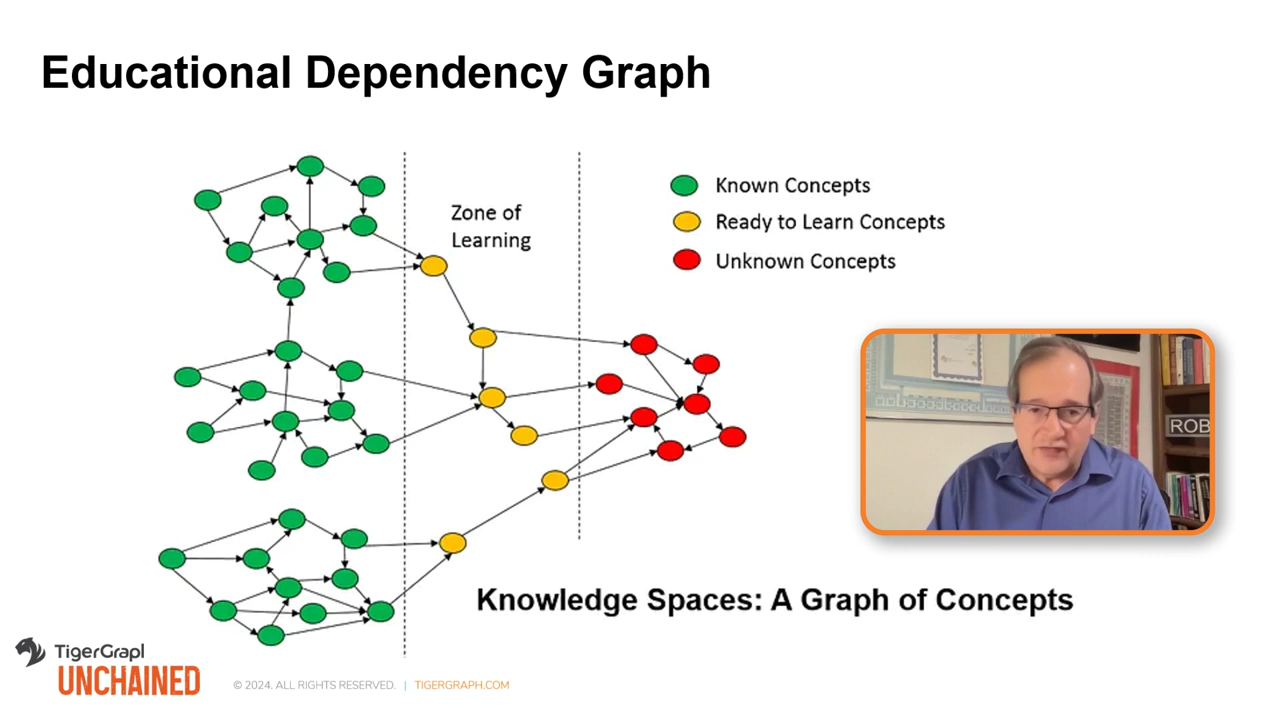 Educational Dependency Graph
Zone of
Learning
Known Concepts
Ready to Learn Concepts
Unknown Concepts
ROB
Knowledge Spaces: A Graph of Concepts
TigerGrapl
UNCHAINED
© 2024. ALL RIGHTS RESERVED. | TIGERGRAPH.COM